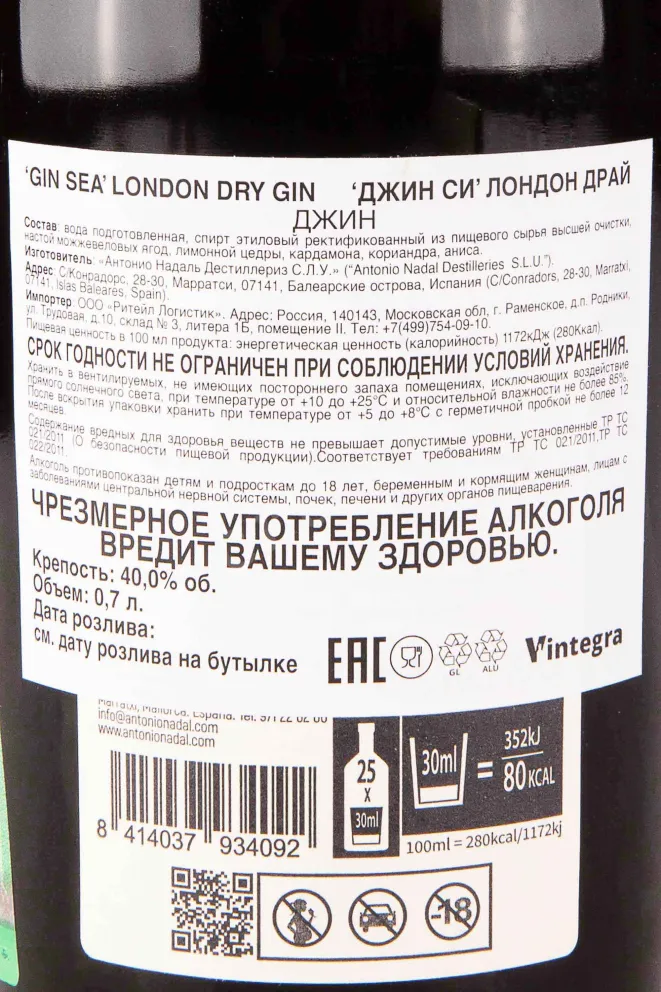 'GIN SEA' LONDON DRY GIN 'ДЖИН СИ' ЛОНДОН ДРАЙ
ДЖИН
Состав: вода подготовленная, спирт этиловый ректификованный из пищевого сырья высшей очистки,
настой можжевеловых ягод, лимонной цедры, кардамона, кориандра, аниса.
Изготовитель: «Антонио Надаль Дестиллериз С.Л.У.» ("Antonio Nadal Destilleries S.L.U.").
Адрес: С/Конрадорс, 28-30, Марратси, 07141, Балеарские острова, Испания (C/Conradors, 28-30, Marratxi,
07141, Islas Baleares, Spain).
Импортер: ООО «Ритейл Логистик». Адрес: Россия, 140143, Московская обл, г. Раменское, д.п. Родники,
ул. Трудовая, д.10, склад № 3, литера 1Б, помещение II. Тел: +7(499)754-09-10.
Пищевая ценность в 100 мл продукта: энергетическая ценность (калорийность) 1172кДж (280Ккал).
СРОК ГОДНОСТИ НЕ ОГРАНИЧЕН ПРИ СОБЛЮДЕНИИ УСЛОВИЙ ХРАНЕНИЯ.
Хранить в вентилируемых, не имеющих постороннего запаха помещениях, исключающих воздействие
прямого солнечного света, при температуре от +10 до +25°C и относительной влажности не более 85%.
После вскрытия упаковки хранить при температуре от +5 до +8°C с герметичной пробкой не более 12
месяцев.
Содержание вредных для здоровья веществ не превышает допустимые уровни, установленные ТР ТС
021/2011 (О безопасности пищевой продукции).Соответствует требованиям ТР ТС 021/2011,ТР ТС
022/2011.
Алкоголь противопоказан детям и подросткам до 18 лет, беременным и кормящим женщинам, лицам с
заболеваниями центральной нервной системы, почек, печени и других органов пищеварения.
ЧРЕЗМЕРНОЕ УПОТРЕБЛЕНИЕ АЛКОГОЛЯ
ВРЕДИТ ВАШЕМУ ЗДОРОВЬЮ.
Крепость: 40,0% об.
Объем: 0,7 л.
Дата розлива:
см. дату розлива на бутылке
EAC
GL
ALU
Vintegra
Marratxi, Mallorca. España. Tel. 971 22 62 00
info@antonionadal.com
www.antonionadal.com
25
x
30ml
30ml = 352kJ
80 KCAL
100ml = 280kcal/1172kj
8 414037 934092
-18